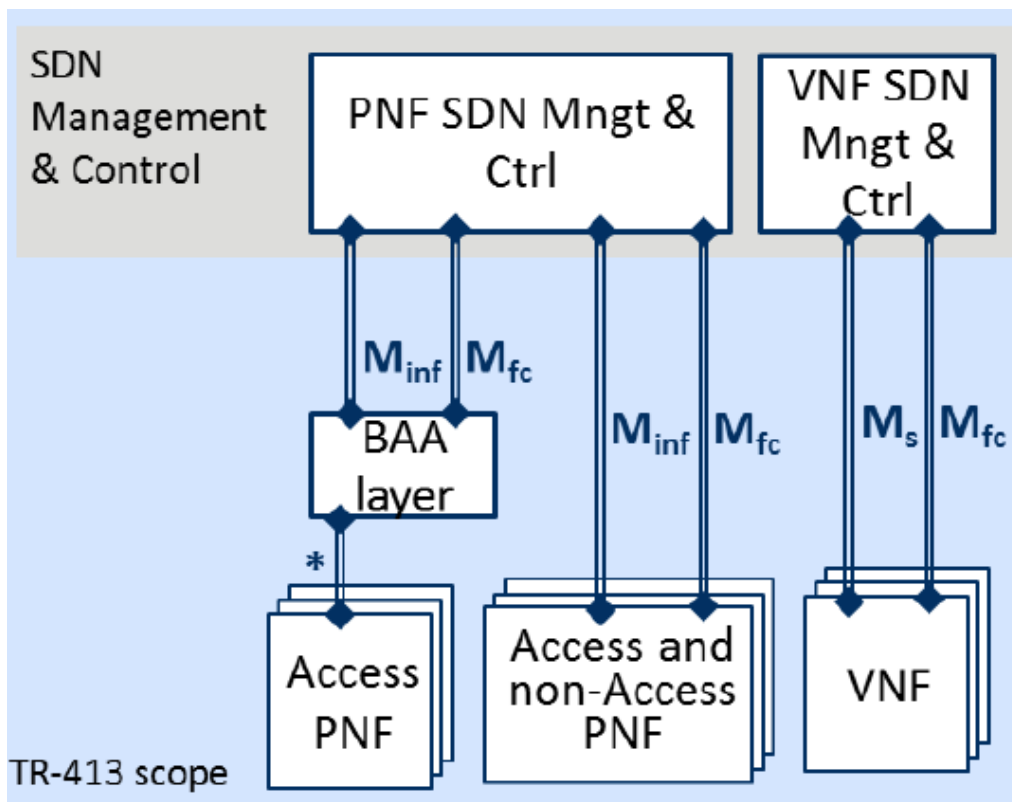 SDN
Management
& Control
PNF SDN Mngt &
Ctrl
VNF SDN
Mngt &
Ctrl
Minf
Mfc
BAA
layer
*
Minf
Mfc
Ms
Mfc
Access
PNF
Access and
non-Access
PNF
VNF
TR-413 scope